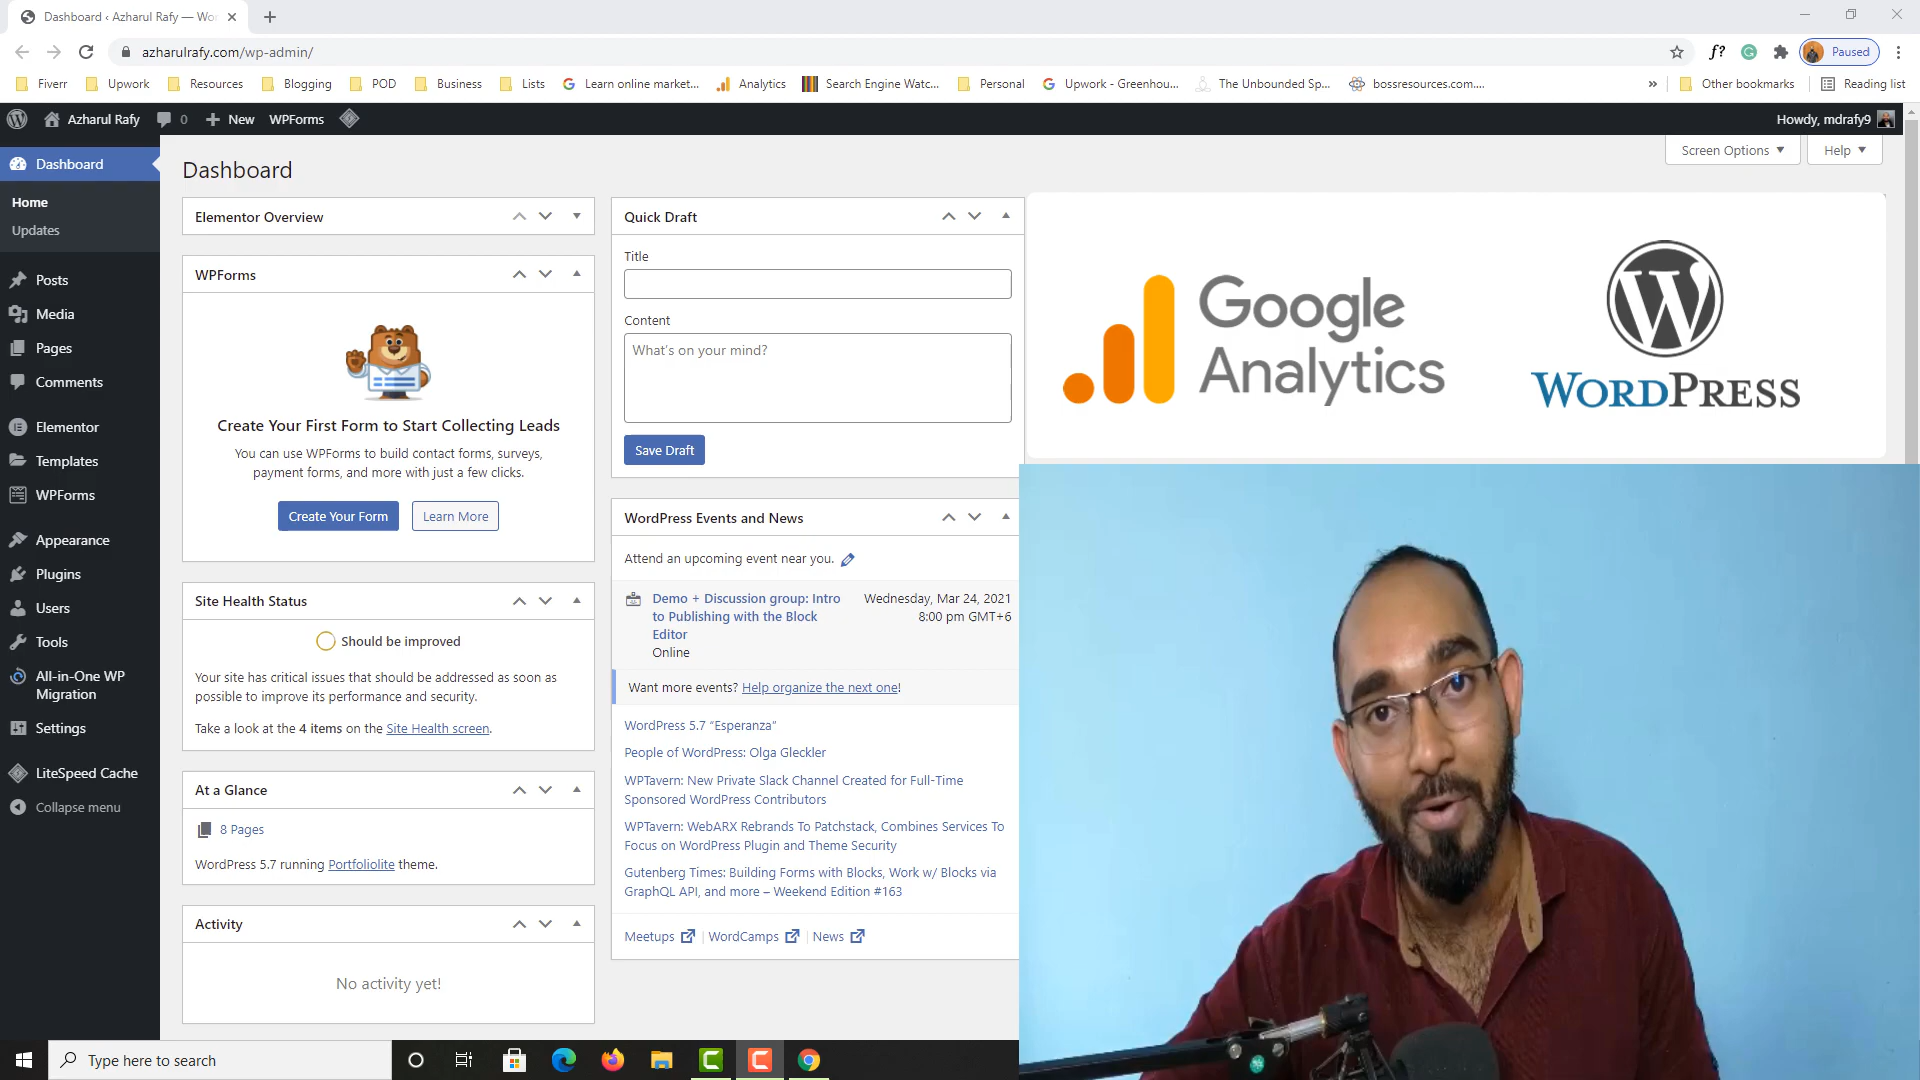 Dashboard ‹ Azharul Rafy — Wor
azharulrafy.com/wp-admin/
f?
Paused
Fiverr
Upwork
Resources
Blogging
POD
Business
Lists
Learn online market...
Analytics
Search Engine Watc...
Personal
Upwork - Greenhou...
The Unbounded Sp...
bossresources.com....
»
Other bookmarks
Reading list
Azharul Rafy
0
New
WPForms
Howdy, mdrafy9
Dashboard
Home
Updates
Posts
Media
Pages
Comments
Elementor
Templates
WPForms
Appearance
Plugins
Users
Tools
All-in-One WP
Migration
Settings
LiteSpeed Cache
Collapse menu
Dashboard
Screen Options
Help
Elementor Overview
WPForms
Create Your First Form to Start Collecting Leads
You can use WPForms to build contact forms, surveys,
payment forms, and more with just a few clicks.
Create Your Form
Learn More
Site Health Status
Should be improved
Your site has critical issues that should be addressed as soon as
possible to improve its performance and security.
Take a look at the 4 items on the Site Health screen.
At a Glance
8 Pages
WordPress 5.7 running Portfoliolite theme.
Activity
No activity yet!
Quick Draft
Title
Content
What's on your mind?
Save Draft
WordPress Events and News
Attend an upcoming event near you.
Demo + Discussion group: Intro
to Publishing with the Block
Editor
Online
Wednesday, Mar 24, 2021
8:00 pm GMT+6
Want more events? Help organize the next one!
WordPress 5.7 “Esperanza”
People of WordPress: Olga Gleckler
WPTavern: New Private Slack Channel Created for Full-Time
Sponsored WordPress Contributors
WPTavern: WebARX Rebrands To Patchstack, Combines Services To
Focus on WordPress Plugin and Theme Security
Gutenberg Times: Building Forms with Blocks, Work w/ Blocks via
GraphQL API, and more – Weekend Edition #163
Meetups
WordCamps
News
Google
Analytics
WORDPRESS
Type here to search